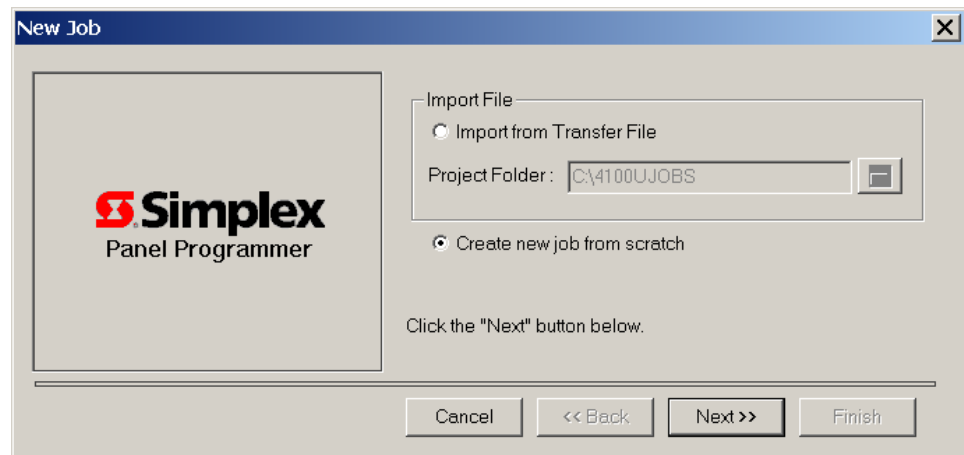 New Job
Import File
Import from Transfer File
Project Folder : C:\4100UJOBS
Simplex
Panel Programmer
Create new job from scratch
Click the "Next" button below.
Cancel
<< Back
Next >>
Finish